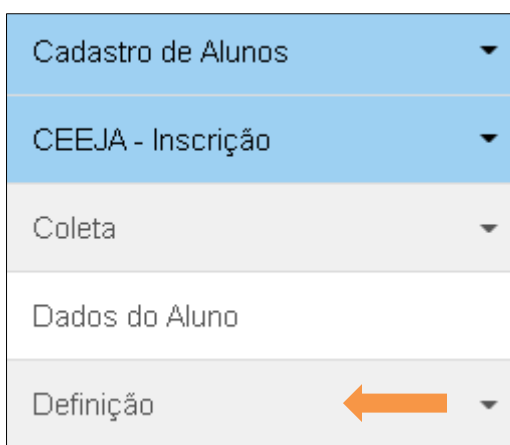 Cadastro de Alunos
CEEJA - Inscrição
Coleta
Dados do Aluno
Definição